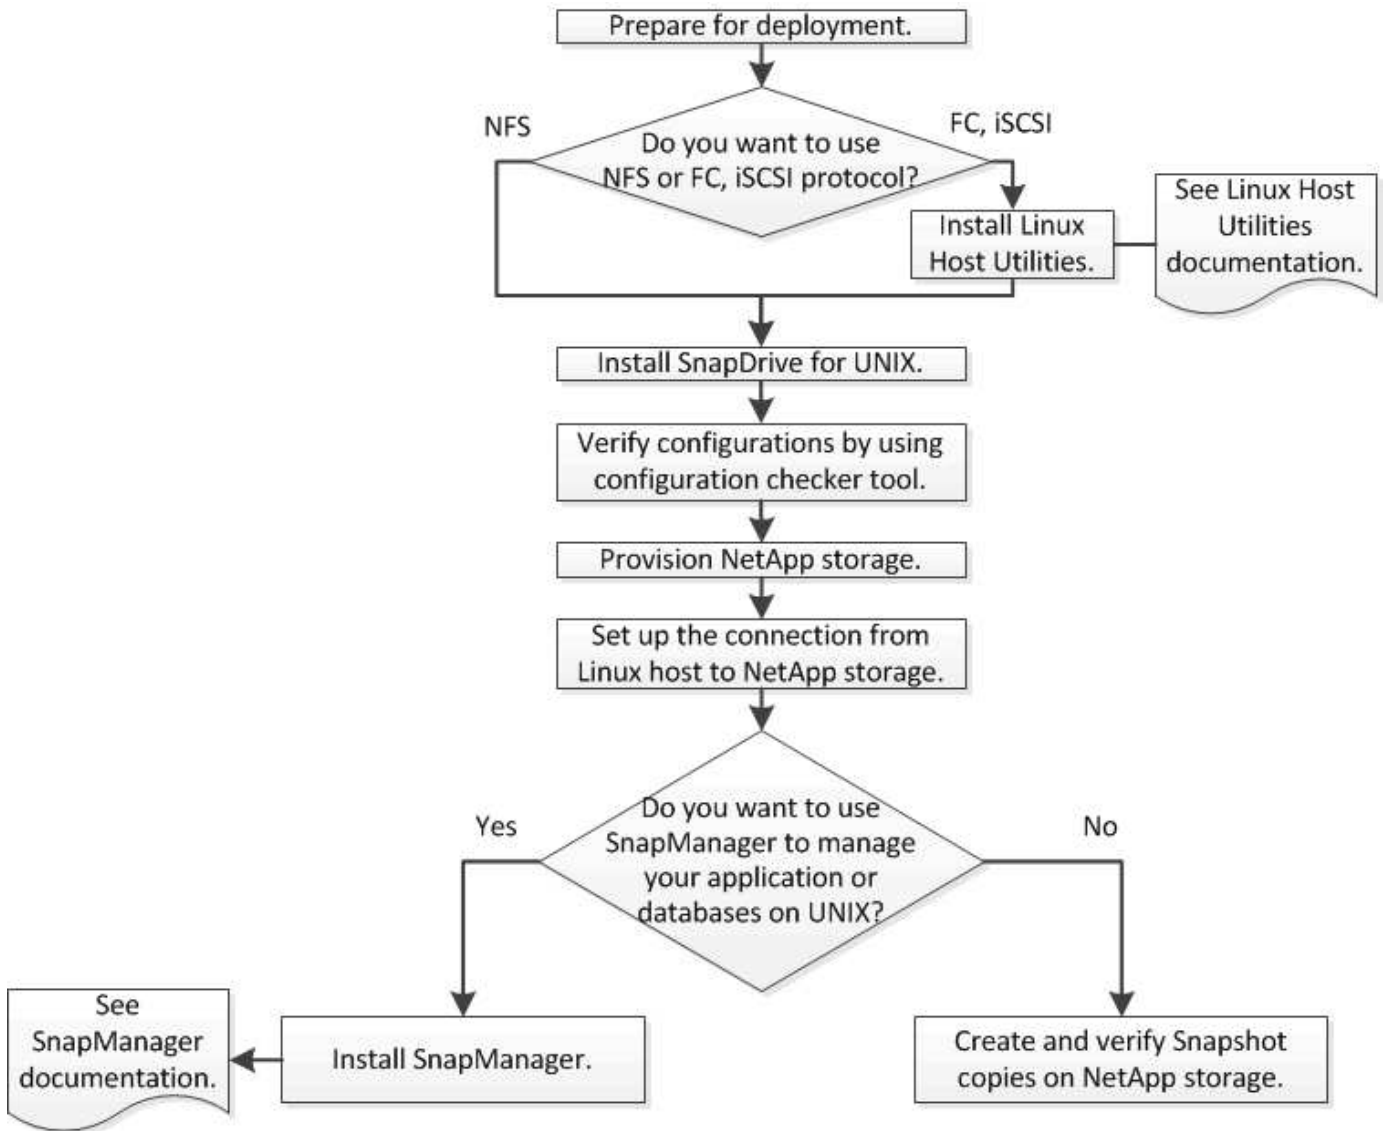 Prepare for deployment.
NFS
FC, iSCSI
Do you want to use
NFS or FC, iSCSI protocol?
Install Linux
Host Utilities.
See Linux Host
Utilities
documentation.
Install SnapDrive for UNIX.
Verify configurations by using
configuration checker tool.
Provision NetApp storage.
Set up the connection from
Linux host to NetApp storage.
Do you want to use
SnapManager to manage
your application or
databases on UNIX?
Yes
No
See
SnapManager
documentation.
Install SnapManager.
Create and verify Snapshot
copies on NetApp storage.